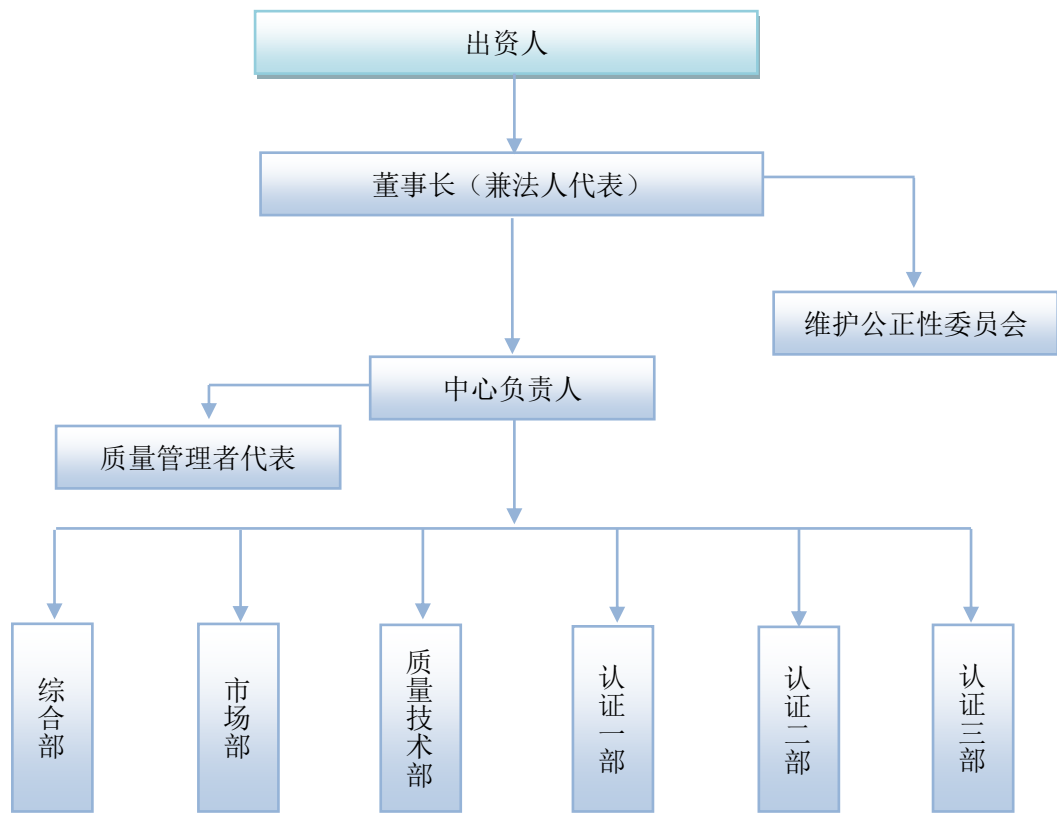 出资人
董事长（兼法人代表）
维护公正性委员会
中心负责人
质量管理者代表
综合部
市场部
质量技术部
认证一部
认证二部
认证三部